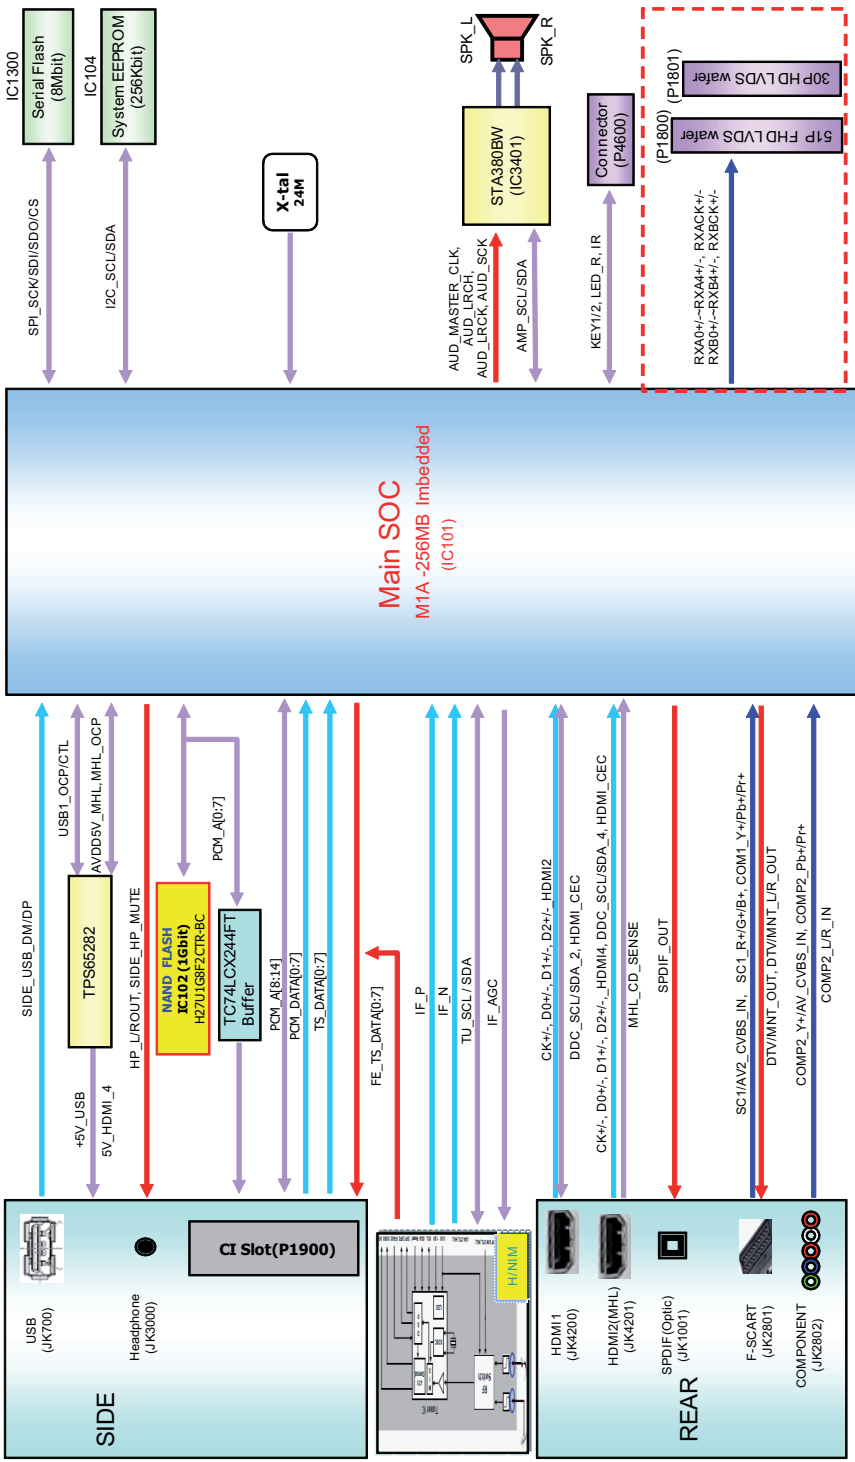 IC1300
Serial Flash
(8Mbit)
IC104
System EEPROM
(256Kbit)
SPI_SCK/SDI/SDO/CS
I2C_SCL/SDA
X-tal
24M
SPK_L
SPK_R
STA380BW
(IC3401)
AUD_MASTER_CLK,
AUD_LRCH,
AUD_LRCK, AUD_SCK
AMP_SCL/SDA
Connector
(P4600)
KEY1/2, LED_R, IR
(P1801)
30P HD LVDS wafer
(P1800)
51P FHD LVDS wafer
RXA0+/-~RXA4+/-, RXACK+/-
RXB0+/-~RXB4+/-, RXBCK+/-
Main SOC
M1A -256MB Imbedded
(IC101)
SIDE_USB_DM/DP
USB1_OCP/CTL
AVDD5V_MHL, MHL_OCP
TPS65282
+5V_USB
5V_HDMI_4
HP_L/ROUT, SIDE_HP_MUTE
NAND FLASH
IC102 (1Gbit)
H27U1G8F2CTR-BC
PCM_A[0:7]
TC74LCX244FT
Buffer
PCM_A[8:14]
PCM_DATA[0:7]
TS_DATA[0:7]
FE_TS_DATA[0:7]
IF_P
IF_N
TU_SCL / SDA
IF_AGC
CK+/-, D0+/-, D1+/-, D2+/-_HDMI2
DDC_SCL/SDA_2, HDMI_CEC
CK+/-, D0+/-, D1+/-, D2+/-_HDMI4, DDC_SCL/SDA_4, HDMI_CEC
MHL_CD_SENSE
SPDIF_OUT
SC1/AV2_CVBS_IN, SC1_R+/G+/B+, COM1_Y+/Pb+/Pr+
DTV/MNT_OUT, DTV/MNT_L/R_OUT
COMP2_Y+/AV_CVBS_IN, COMP2_Pb+/Pr+
COMP2_L/R_IN
USB
(JK700)
Headphone
(JK3000)
CI Slot(P1900)
SIDE
H/NIM
Tuner IC
RF
Switch
HDMI1
(JK4200)
HDMI2(MHL)
(JK4201)
SPDIF(Optic)
(JK1001)
F-SCART
(JK2801)
COMPONENT
(JK2802)
REAR